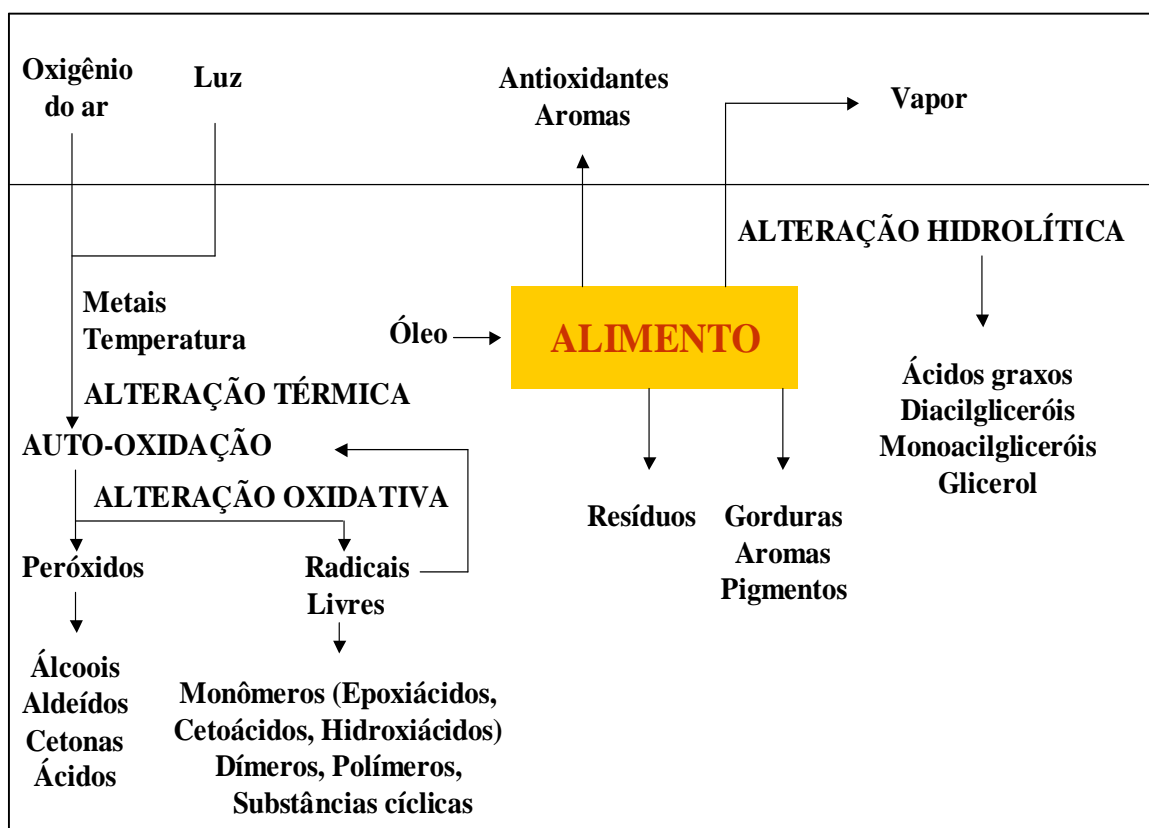 Oxigênio
do ar
Luz
Antioxidantes
Aromas
Vapor
ALTERAÇÃO HIDROLÍTICA
Metais
Temperatura
Óleo
ALIMENTO
ALTERAÇÃO TÉRMICA
AUTO-OXIDAÇÃO
Ácidos graxos
Diacilgliceróis
Monoacilgliceróis
Glicerol
ALTERAÇÃO OXIDATIVA
Resíduos
Gorduras
Aromas
Pigmentos
Peróxidos
Radicais
Livres
Álcoois
Aldeídos
Cetonas
Ácidos
Monômeros (Epoxiácidos,
Cetoácidos, Hidroxiácidos)
Dímeros, Polímeros,
Substâncias cíclicas